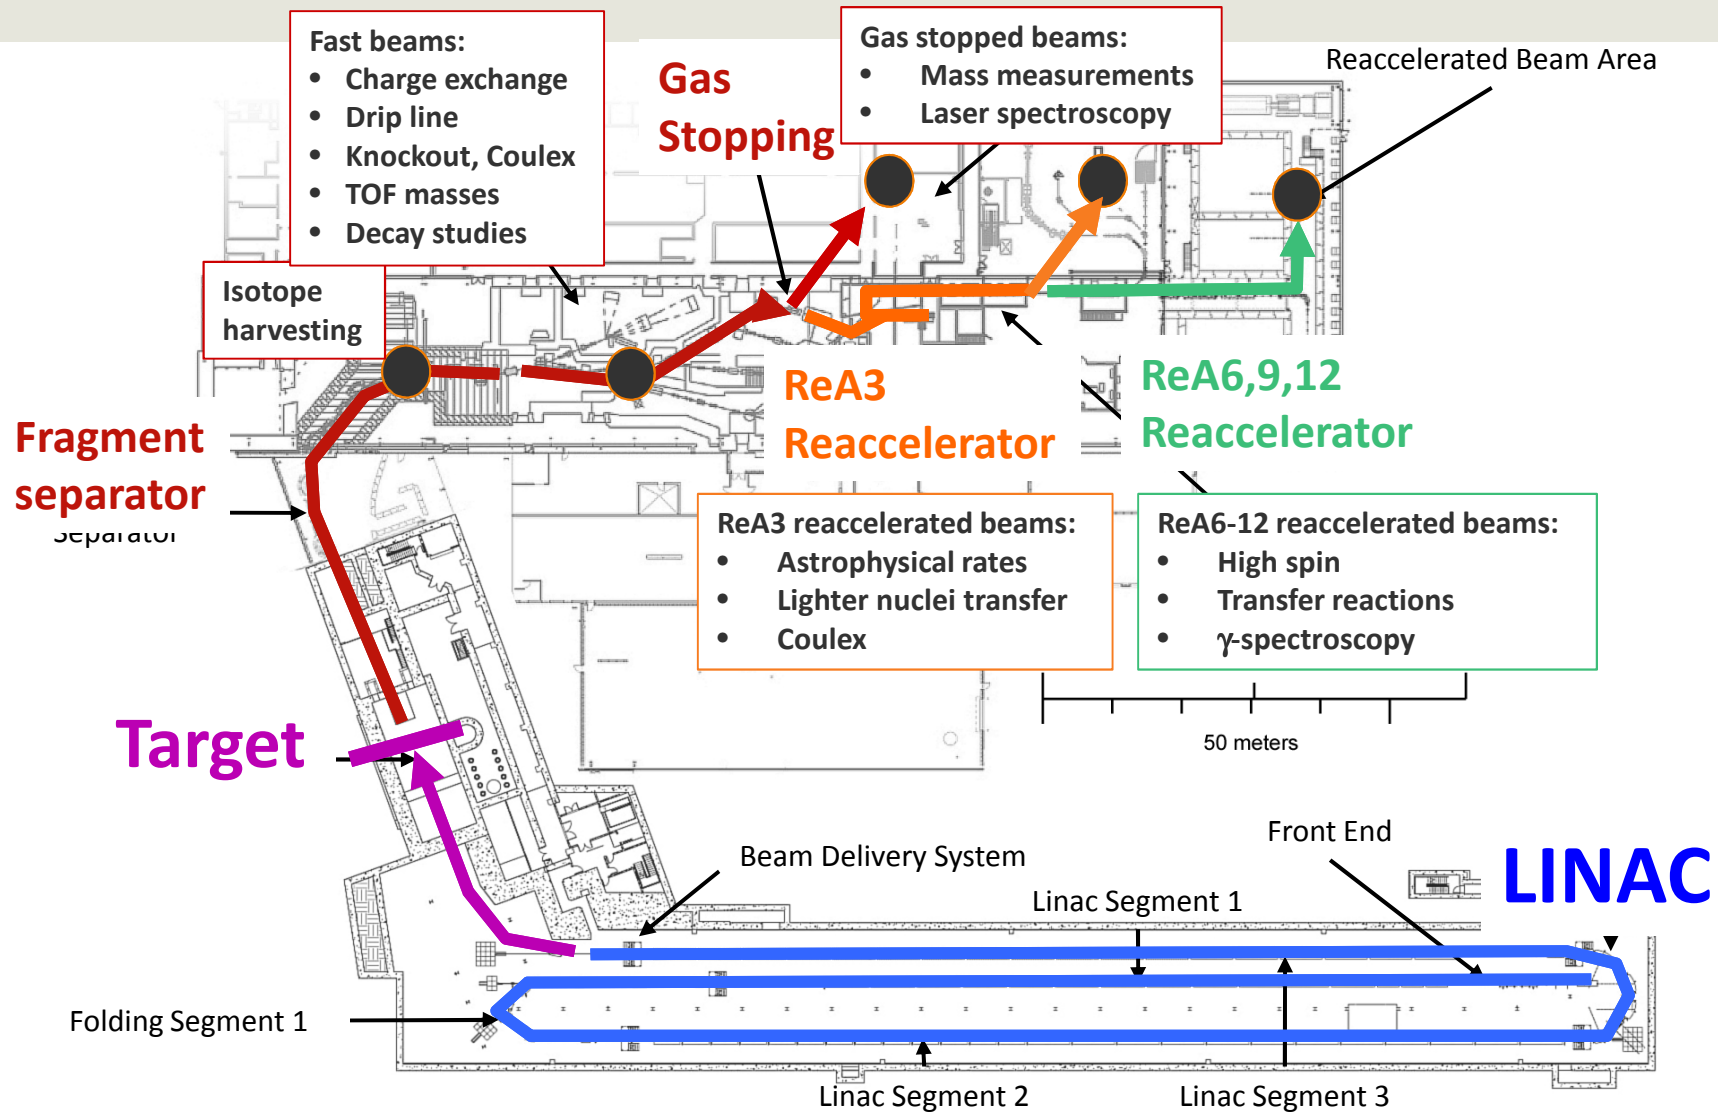 Fast beams:
• Charge exchange
• Drip line
• Knockout, Coulex
• TOF masses
• Decay studies
Gas
Stopping
Gas stopped beams:
• Mass measurements
• Laser spectroscopy
Reaccelerated Beam Area
Isotope
harvesting
Fragment
separator
Separator
ReA3
Reaccelerator
ReA6,9,12
Reaccelerator
ReA3 reaccelerated beams:
• Astrophysical rates
• Lighter nuclei transfer
• Coulex
ReA6-12 reaccelerated beams:
• High spin
• Transfer reactions
• γ-spectroscopy
50 meters
Target
Beam Delivery System
Front End
LINAC
Linac Segment 1
Folding Segment 1
Linac Segment 2
Linac Segment 3